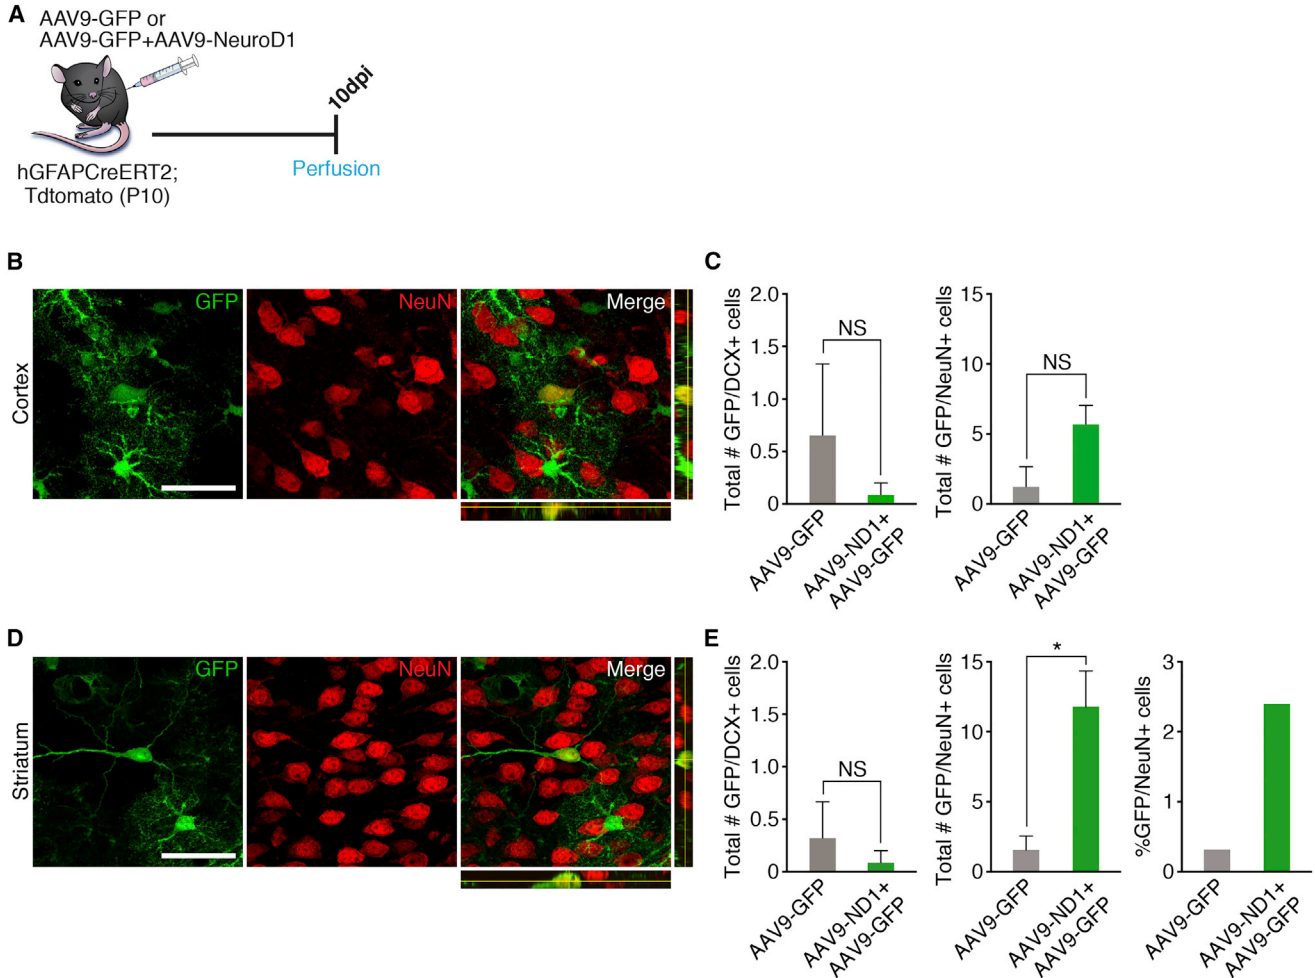 A
AAV9-GFP or
AAV9-GFP+AAV9-NeuroD1
10dpi
Perfusion
hGFAPCreERT2;
Tdtomato (P10)
B
Cortex
GFP
NeuN
Merge
C
Total # GFP/DCX+ cells
2.0
1.5
1.0
0.5
0
NS
AAV9-GFP
AAV9-ND1+
AAV9-GFP
Total # GFP/NeuN+ cells
15
10
5
0
NS
AAV9-GFP
AAV9-ND1+
AAV9-GFP
D
Striatum
GFP
NeuN
Merge
E
Total # GFP/DCX+ cells
2.0
1.5
1.0
0.5
0
NS
AAV9-GFP
AAV9-ND1+
AAV9-GFP
Total # GFP/NeuN+ cells
15
10
5
0
*
AAV9-GFP
AAV9-ND1+
AAV9-GFP
%GFP/NeuN+ cells
3
2
1
0
AAV9-GFP
AAV9-ND1+
AAV9-GFP